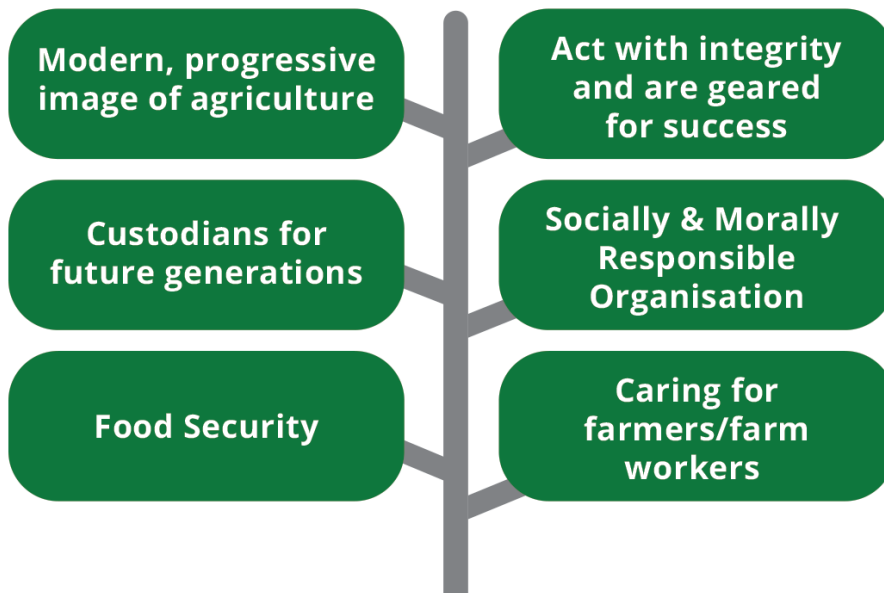 Modern, progressive
image of agriculture
Act with integrity
and are geared
for success
Custodians for
future generations
Socially & Morally
Responsible
Organisation
Food Security
Caring for
farmers/farm
workers